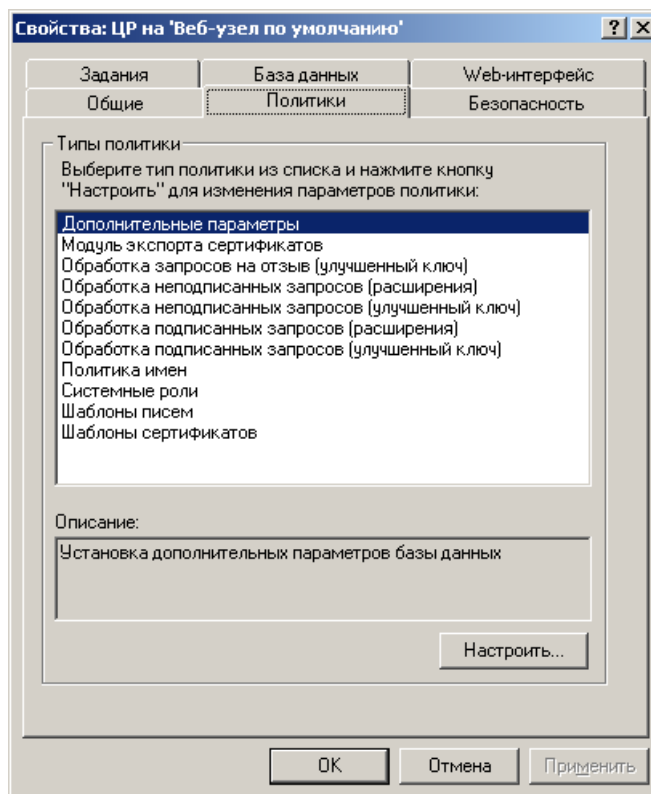 Свойства: ЦР на 'Веб-узел по умолчанию'
Задания
База данных
Web-интерфейс
Общие
Политики
Безопасность
Типы политики
Выберите тип политики из списка и нажмите кнопку
"Настроить" для изменения параметров политики:
Дополнительные параметры
Модуль экспорта сертификатов
Обработка запросов на отзыв (улучшенный ключ)
Обработка неподписанных запросов (расширения)
Обработка неподписанных запросов (улучшенный ключ)
Обработка подписанных запросов (расширения)
Обработка подписанных запросов (улучшенный ключ)
Политика имен
Системные роли
Шаблоны писем
Шаблоны сертификатов
Описание:
Установка дополнительных параметров базы данных
Настроить...
OK
Отмена
Применить